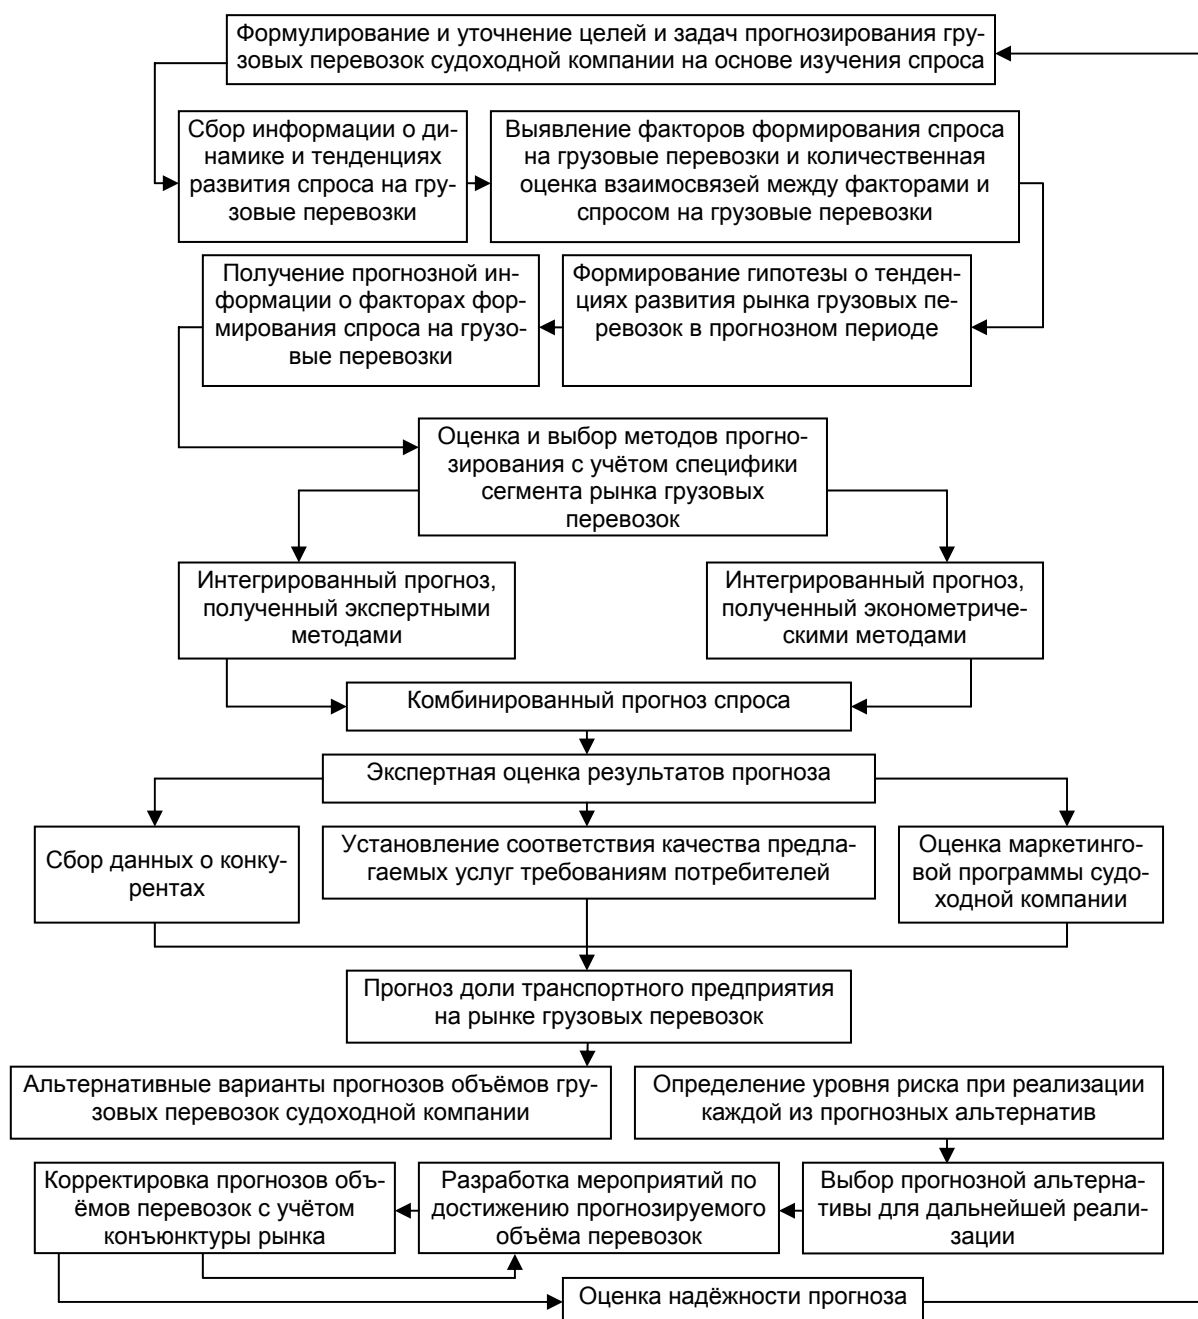 Формулирование и уточнение целей и задач прогнозирования гру-
зовых перевозок судоходной компании на основе изучения спроса
Сбор информации о ди-
намике и тенденциях
развития спроса на гру-
зовые перевозки
Выявление факторов формирования спроса
на грузовые перевозки и количественная
оценка взаимосвязей между факторами и
спросом на грузовые перевозки
Получение прогнозной ин-
формации о факторах фор-
мирования спроса на грузо-
вые перевозки
Формирование гипотезы о тенден-
циях развития рынка грузовых пе-
ревозок в прогнозном периоде
Оценка и выбор методов прогно-
зирования с учётом специфики
сегмента рынка грузовых
перевозок
Интегрированный прогноз,
полученный экспертными
методами
Интегрированный прогноз,
полученный эконометриче-
скими методами
Комбинированный прогноз спроса
Экспертная оценка результатов прогноза
Сбор данных о конку-
рентах
Установление соответствия качества предла-
гаемых услуг требованиям потребителей
Оценка маркетинго-
вой программы судо-
ходной компании
Прогноз доли транспортного предприятия
на рынке грузовых перевозок
Альтернативные варианты прогнозов объёмов гру-
зовых перевозок судоходной компании
Определение уровня риска при реализации
каждой из прогнозных альтернатив
Корректировка прогнозов объ-
ёмов перевозок с учётом
конъюнктуры рынка
Разработка мероприятий по
достижению прогнозируемого
объёма перевозок
Выбор прогнозной альтерна-
тивы для дальнейшей реали-
зации
Оценка надёжности прогноза